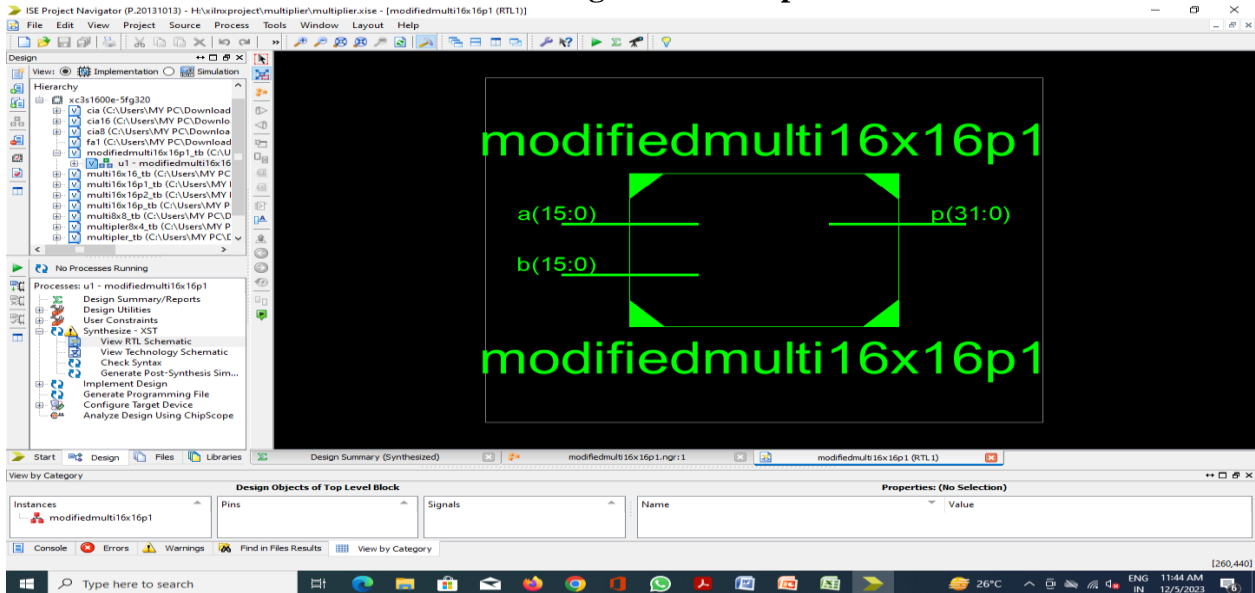 ISE Project Navigator (P.20131013) - H:\xilnxproject\multiplier\multiplier.xise - [modifiedmulti16x16p1 (RTL1)]
File Edit View Project Source Process Tools Window Layout Help
Design
View: Implementation Simulation
Hierarchy
xc3s1600e-5fg320
cia (C:\Users\MY PC\Download
cia16 (C:\Users\MY PC\Downlo
cia8 (C:\Users\MY PC\Downloa
fa1 (C:\Users\MY PC\Download
modifiedmulti16x16p1_tb (C:\U
u1 - modifiedmulti16x16
multi16x16_tb (C:\Users\MY PC
multi16x16p1_tb (C:\Users\MY
multi16x16p2_tb (C:\Users\MY
multi16x16p_tb (C:\Users\MY P
multi8x8_tb (C:\Users\MY PC\D
multipler8x4_tb (C:\Users\MY P
multipler_tb (C:\Users\MY PC\D
No Processes Running
Processes: u1 - modifiedmulti16x16p1
Design Summary/Reports
Design Utilities
User Constraints
Synthesize - XST
View RTL Schematic
View Technology Schematic
Check Syntax
Generate Post-Synthesis Sim...
Implement Design
Generate Programming File
Configure Target Device
Analyze Design Using ChipScope
Start Design Files Libraries
modifiedmulti16x16p1
a(15:0) p(31:0)
b(15:0)
modifiedmulti16x16p1
Design Summary (Synthesized) modifiedmulti16x16p1.ngr:1 modifiedmulti16x16p1 (RTL1)
View by Category
Design Objects of Top Level Block Properties: (No Selection)
Instances Pins Signals Name Value
modifiedmulti16x16p1
Console Errors Warnings Find in Files Results View by Category
[260,440]
Type here to search 26°C ENG 11:44 AM
IN 12/5/2023 6